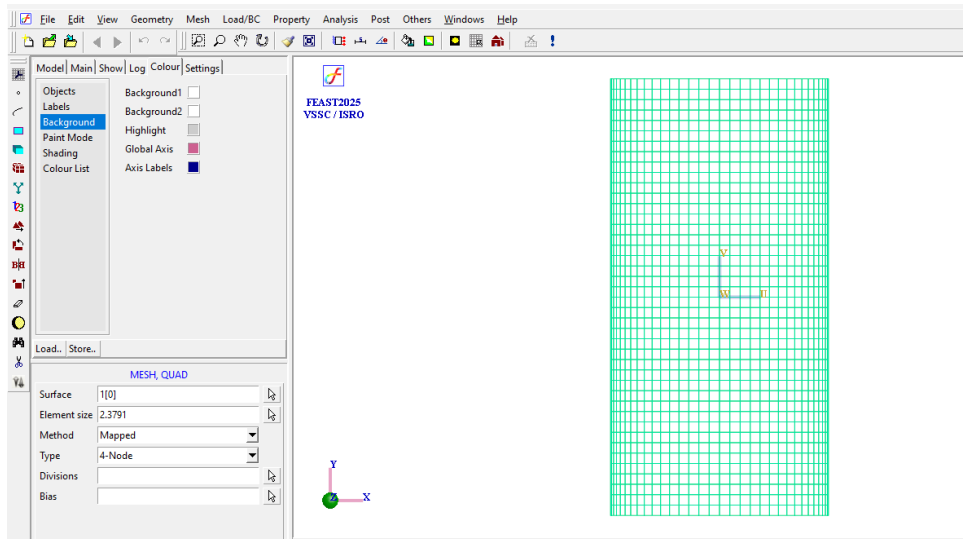 File Edit View Geometry Mesh Load/BC Property Analysis Post Others Windows Help
Model Main Show Log Colour Settings
Objects
Labels
Background
Paint Mode
Shading
Colour List
Background1
Background2
Highlight
Global Axis
Axis Labels
Load.. Store..
MESH, QUAD
Surface 1[0]
Element size 2.3791
Method Mapped
Type 4-Node
Divisions
Bias
FEAST2025
VSSC / ISRO
V
W U
Y
Z X